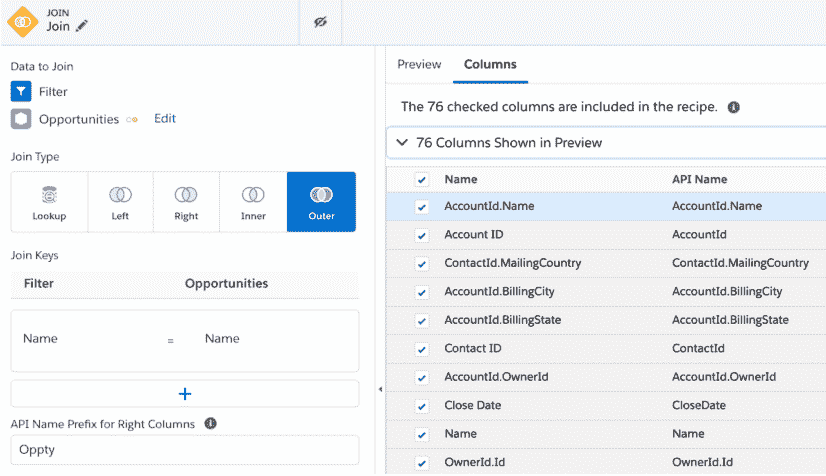 JOIN
Join
Data to Join
Filter
Opportunities Edit
Join Type
Lookup Left Right Inner Outer
Join Keys
Filter Opportunities
Name = Name
+
API Name Prefix for Right Columns
Oppty
Preview Columns
The 76 checked columns are included in the recipe.
76 Columns Shown in Preview
Name API Name
AccountId.Name AccountId.Name
Account ID AccountId
ContactId.MailingCountry ContactId.MailingCountry
AccountId.BillingCity AccountId.BillingCity
AccountId.BillingState AccountId.BillingState
Contact ID ContactId
AccountId.OwnerId AccountId.OwnerId
Close Date CloseDate
Name Name
OwnerId.Id OwnerId.Id